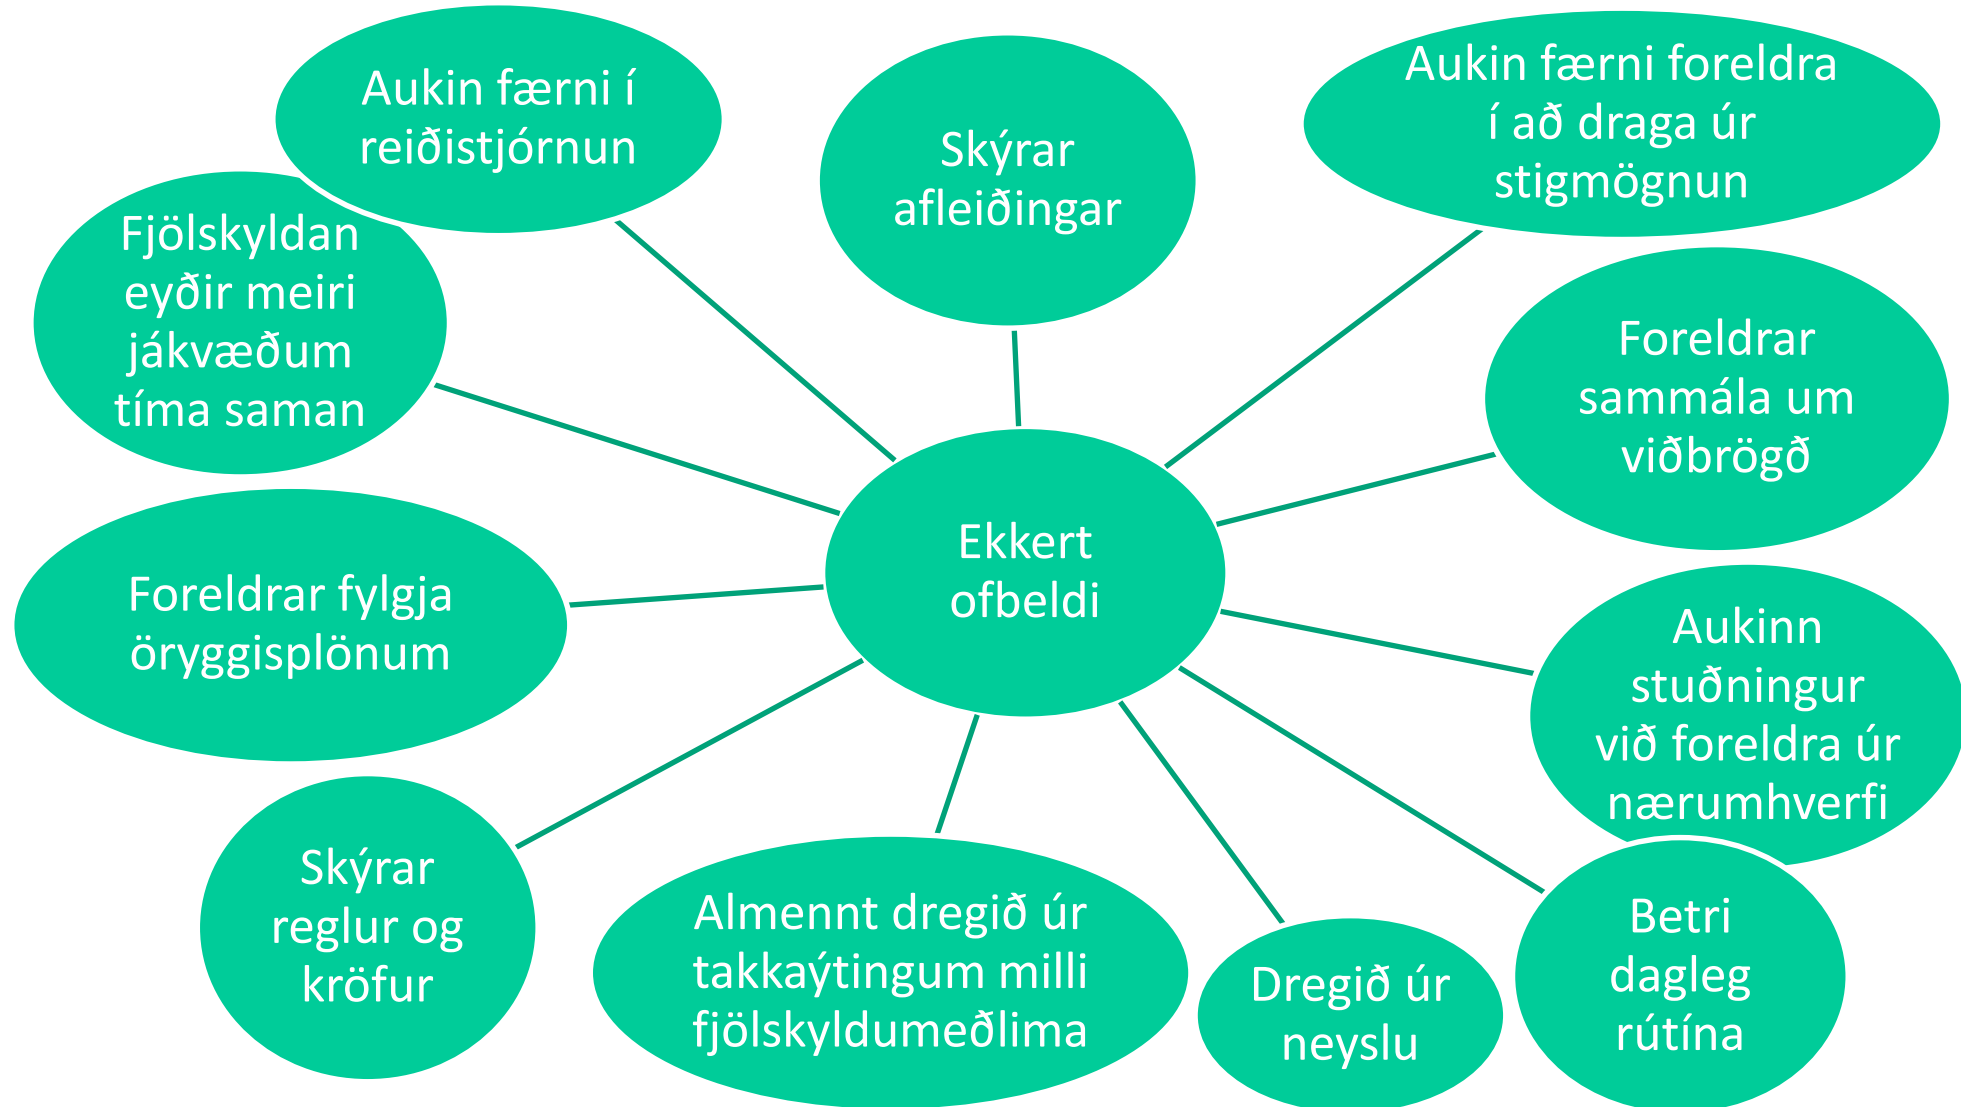 Aukin færni í
reiðistjórnun
Skýrar
afleiðingar
Aukin færni foreldra
í að draga úr
stigmögnun
Fjölskyldan
eyðir meiri
jákvæðum
tíma saman
Foreldrar
sammála um
viðbrögð
Ekkert
ofbeldi
Foreldrar fylgja
öryggisplönum
Aukinn
stuðningur
við foreldra úr
nærumhverfi
Skýrar
reglur og
kröfur
Almennt dregið úr
takkaýtingum milli
fjölskyldumeðlima
Dregið úr
neyslu
Betri
dagleg
rútína